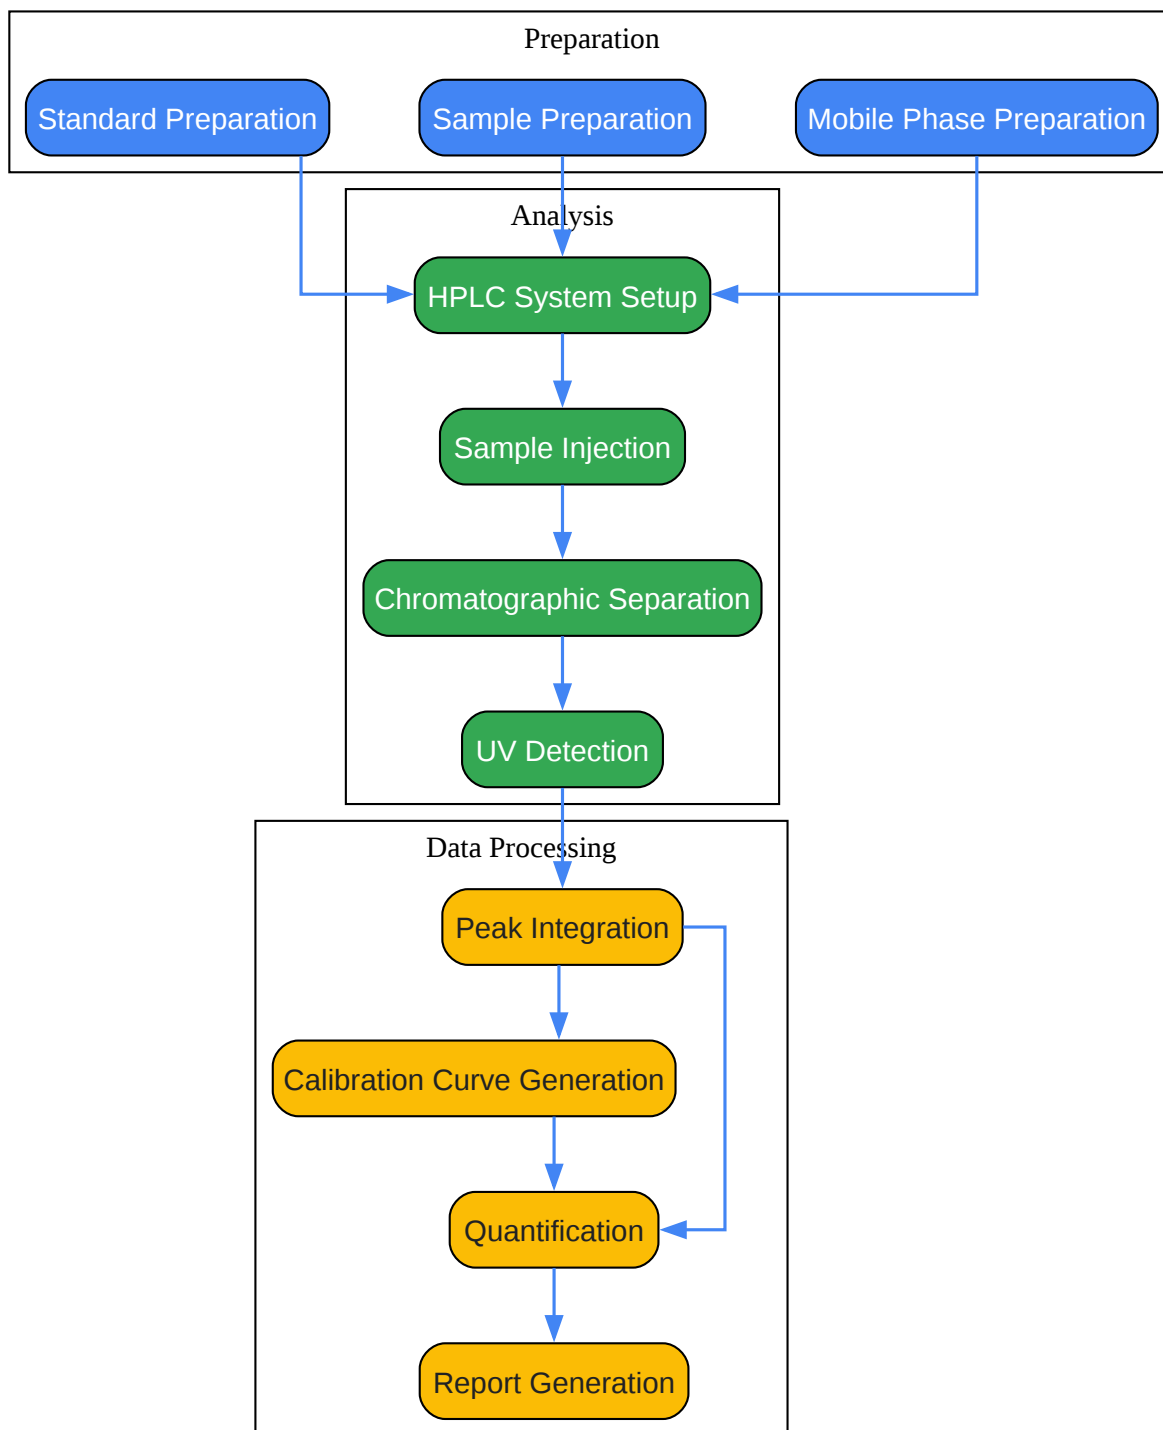 Preparation
Standard Preparation
Sample Preparation
Mobile Phase Preparation
Analysis
HPLC System Setup
Sample Injection
Chromatographic Separation
UV Detection
Data Processing
Peak Integration
Calibration Curve Generation
Quantification
Report Generation